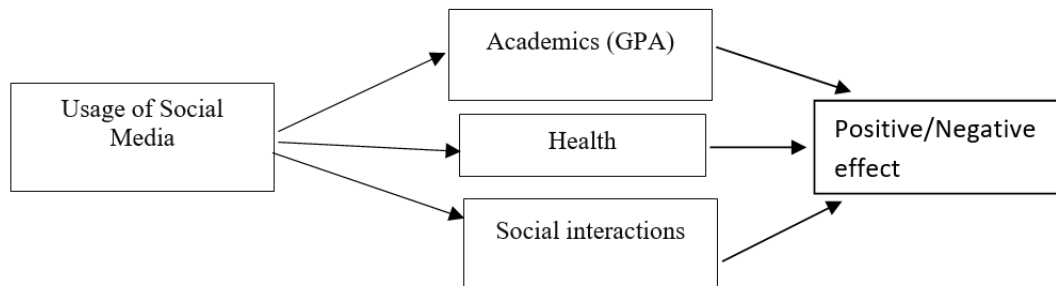 Usage of Social
Media
Academics (GPA)
Health
Social interactions
Positive/Negative
effect